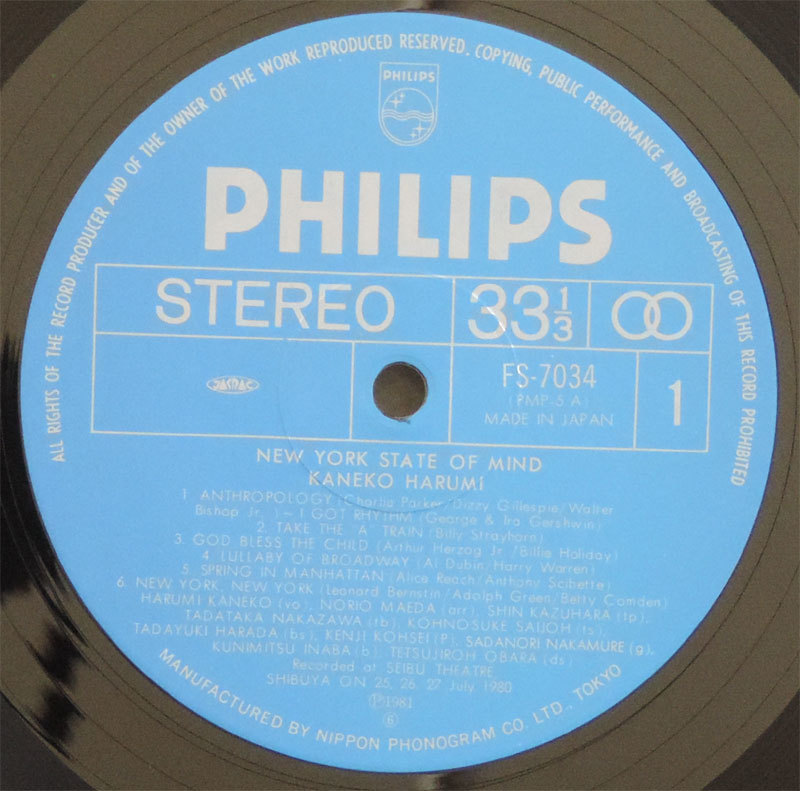 ALL RIGHTS OF THE RECORD PRODUCER AND OF THE OWNER OF THE WORK REPRODUCED RESERVED. COPYING, PUBLIC PERFORMANCE AND BROADCASTING OF THIS RECORD PROHIBITED
PHILIPS
PHILIPS
STEREO
33 1/3
JASRAC
FS-7034
(PMP-5 A)
MADE IN JAPAN
1
NEW YORK STATE OF MIND
KANEKO HARUMI
1 ANTHROPOLOGY (Charlie Parker/Dizzy Gillespie/Walter
Bishop Jr. ) ~ I GOT RHYTHM (George & Ira Gershwin)
2. TAKE THE "A" TRAIN (Billy Strayhorn)
3. GOD BLESS THE CHILD (Arthur Herzog Jr./Billie Holiday)
4. LULLABY OF BROADWAY (Al Dubin/Harry Warren)
5. SPRING IN MANHATTAN (Alice Reach/Anthony Scibetta)
6. NEW YORK, NEW YORK (Leonard Bernstin/Adolph Green/Betty Comden)
HARUMI KANEKO (vo), NORIO MAEDA (arr), SHIN KAZUHARA (tp),
TADATAKA NAKAZAWA (tb), KOHNOSUKE SAIJOH (ts),
TADAYUKI HARADA (bs), KENJI KOHSEI (P), SADANORI NAKAMURE (g),
KUNIMITSU INABA (b), TETSUJIROH OBARA (ds)
Recorded at SEIBU THEATRE
SHIBUYA ON 25, 26, 27 July 1980
Ⓟ1981
⑥
MANUFACTURED BY NIPPON PHONOGRAM CO. LTD., TOKYO